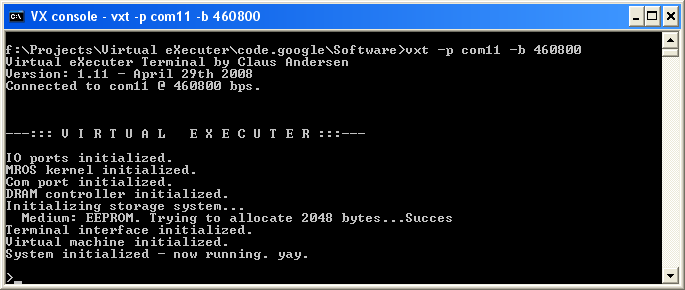 VX console - vxt -p com11 -b 460800
f:\Projects\Virtual eXecuter\code.google\Software>vxt -p com11 -b 460800
Virtual eXecuter Terminal by Claus Andersen
Version: 1.11 - April 29th 2008
Connected to com11 @ 460800 bps.
---::: V I R T U A L   E X E C U T E R :::---
IO ports initialized.
MROS kernel initialized.
Com port initialized.
DRAM controller initialized.
Initializing storage system...
  Medium: EEPROM. Trying to allocate 2048 bytes...Succes
Terminal interface initialized.
Virtual machine initialized.
System initialized - now running. yay.
>_